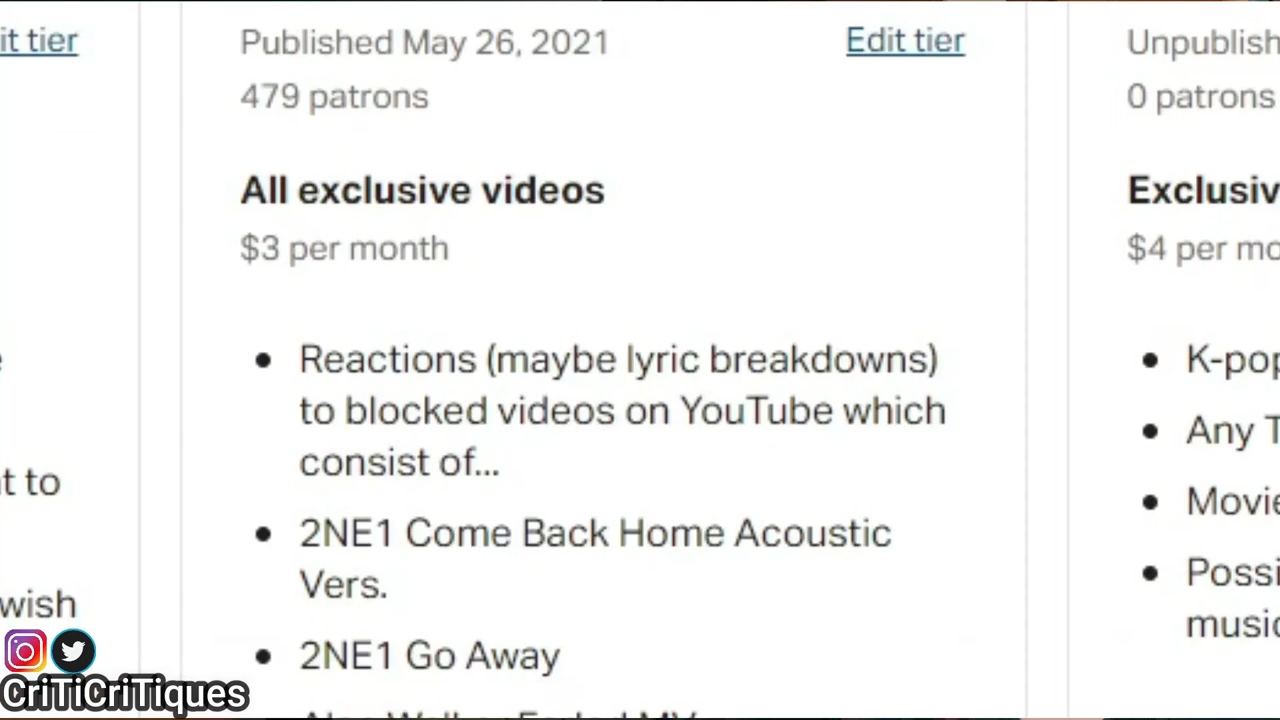 it tier
t to
wish
Published May 26, 2021
Edit tier
479 patrons
All exclusive videos
$3 per month
Reactions (maybe lyric breakdowns)
to blocked videos on YouTube which
consist of...
2NE1 Come Back Home Acoustic
Vers.
2NE1 Go Away
Unpublish
0 patrons
Exclusiv
$4 per mo
K-pop
Any T
Movie
Possi
music
CriTiCriTiques